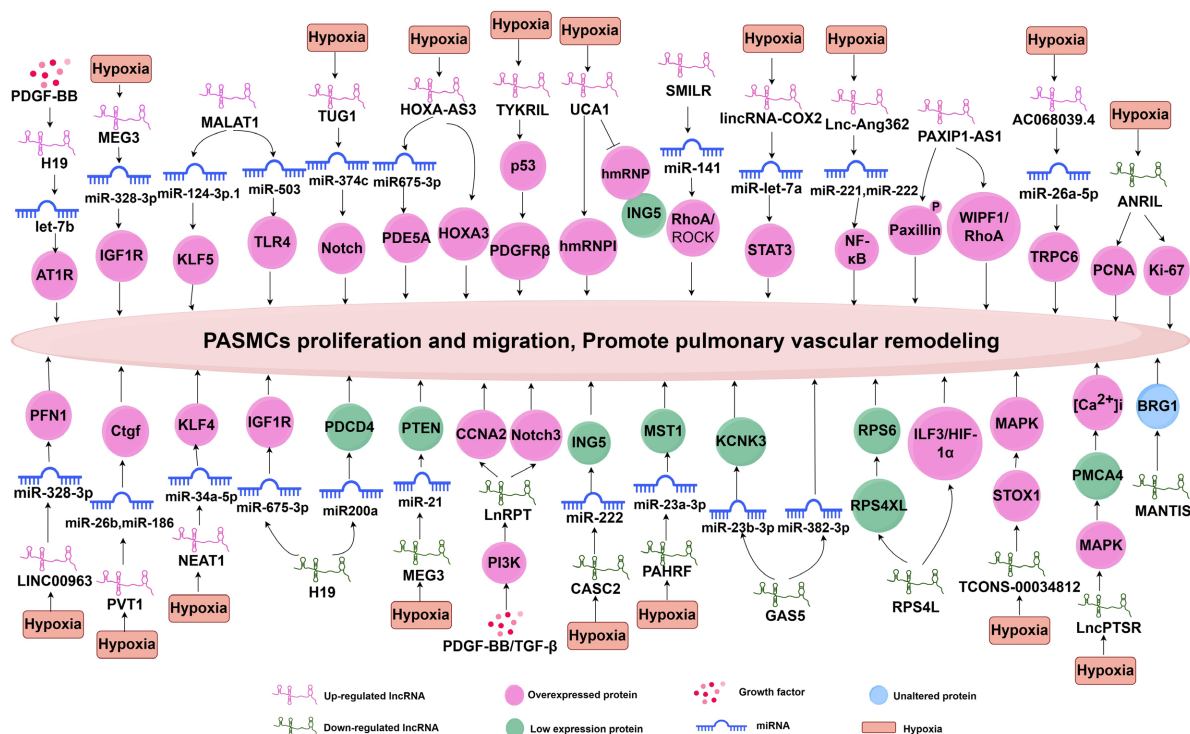 Hypoxia
Hypoxia
Hypoxia
Hypoxia
Hypoxia
Hypoxia
Hypoxia
Hypoxia
Hypoxia
PDGF-BB
MEG3
MALAT1
TUG1
HOXA-AS3
TYKRIL
UCA1
SMILR
lincRNA-COX2
Lnc-Ang362
PAXIP1-AS1
AC068039.4
H19
miR-328-3p
miR-124-3p.1
miR-503
miR-374c
miR675-3p
p53
hmRNP
ING5
miR-141
miR-let-7a
miR-221,miR-222
miR-26a-5p
ANRIL
let-7b
AT1R
IGF1R
KLF5
TLR4
Notch
PDE5A
HOXA3
PDGFRβ
hmRNPI
RhoA/
ROCK
STAT3
NF-
κB
P
Paxillin
WIPF1/
RhoA
TRPC6
PCNA
Ki-67
PASMCs proliferation and migration, Promote pulmonary vascular remodeling
PFN1
Ctgf
KLF4
IGF1R
PDCD4
PTEN
CCNA2
Notch3
ING5
MST1
KCNK3
RPS6
ILF3/HIF-
1α
MAPK
[Ca2+]i
BRG1
miR-328-3p
miR-26b,miR-186
miR-34a-5p
miR-675-3p
miR200a
miR-21
LnRPT
miR-222
miR-23a-3p
miR-23b-3p
miR-382-3p
RPS4XL
STOX1
PMCA4
MANTIS
LINC00963
PVT1
NEAT1
H19
MEG3
PI3K
CASC2
PAHRF
GAS5
RPS4L
TCONS-00034812
MAPK
LncPTSR
Hypoxia
Hypoxia
Hypoxia
Hypoxia
PDGF-BB/TGF-β
Hypoxia
Hypoxia
Hypoxia
Hypoxia
Up-regulated lncRNA
Overexpressed protein
Growth factor
Unaltered protein
Down-regulated lncRNA
Low expression protein
miRNA
Hypoxia